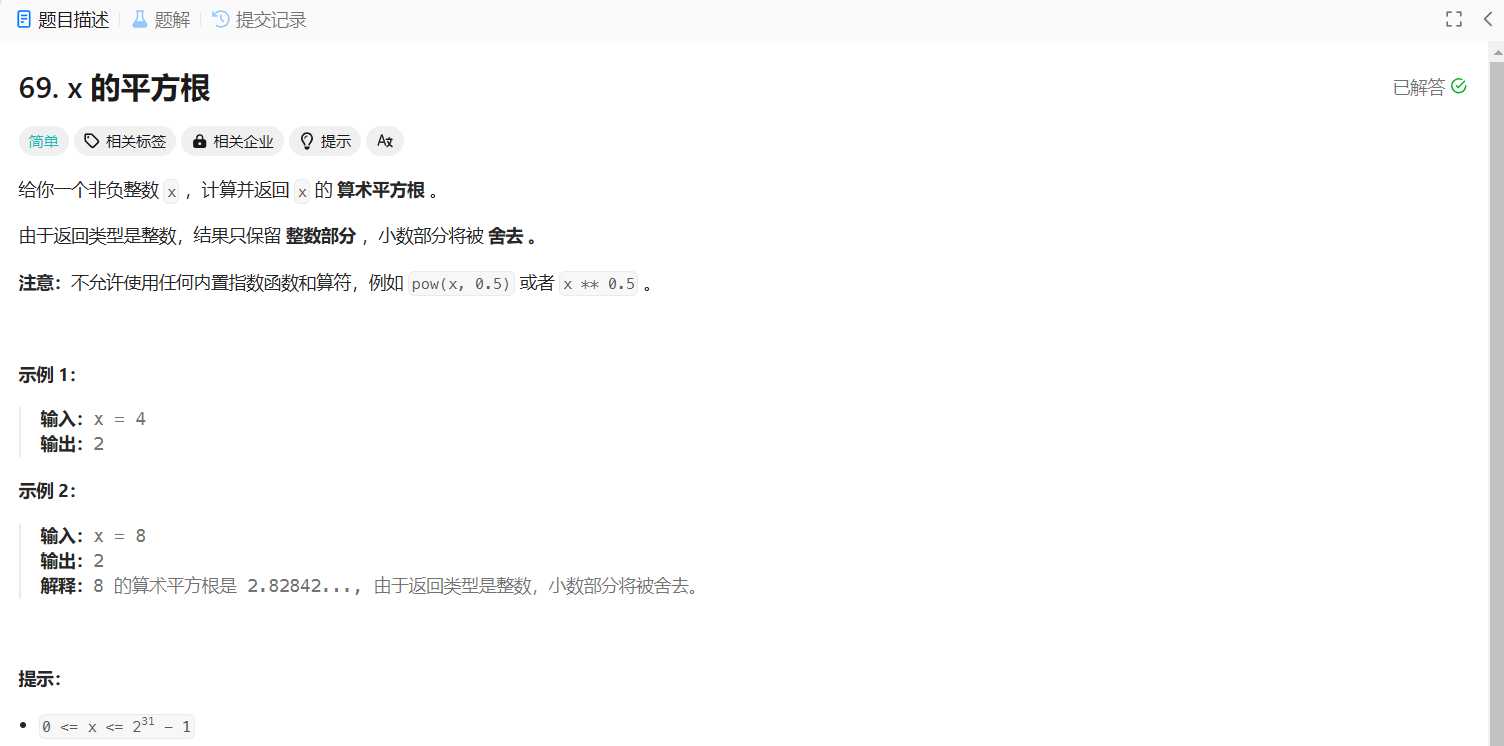 题目描述 题解 提交记录
69. x 的平方根
已解答
简单 相关标签 相关企业 提示
给你一个非负整数 x ，计算并返回 x 的 算术平方根 。
由于返回类型是整数，结果只保留 整数部分 ，小数部分将被 舍去 。
注意：不允许使用任何内置指数函数和算符，例如 pow(x, 0.5) 或者 x ** 0.5 。
示例 1：
输入：x = 4
输出：2
示例 2：
输入：x = 8
输出：2
解释：8 的算术平方根是 2.82842..., 由于返回类型是整数，小数部分将被舍去。
提示：
• 0 <= x <= 2³¹ - 1